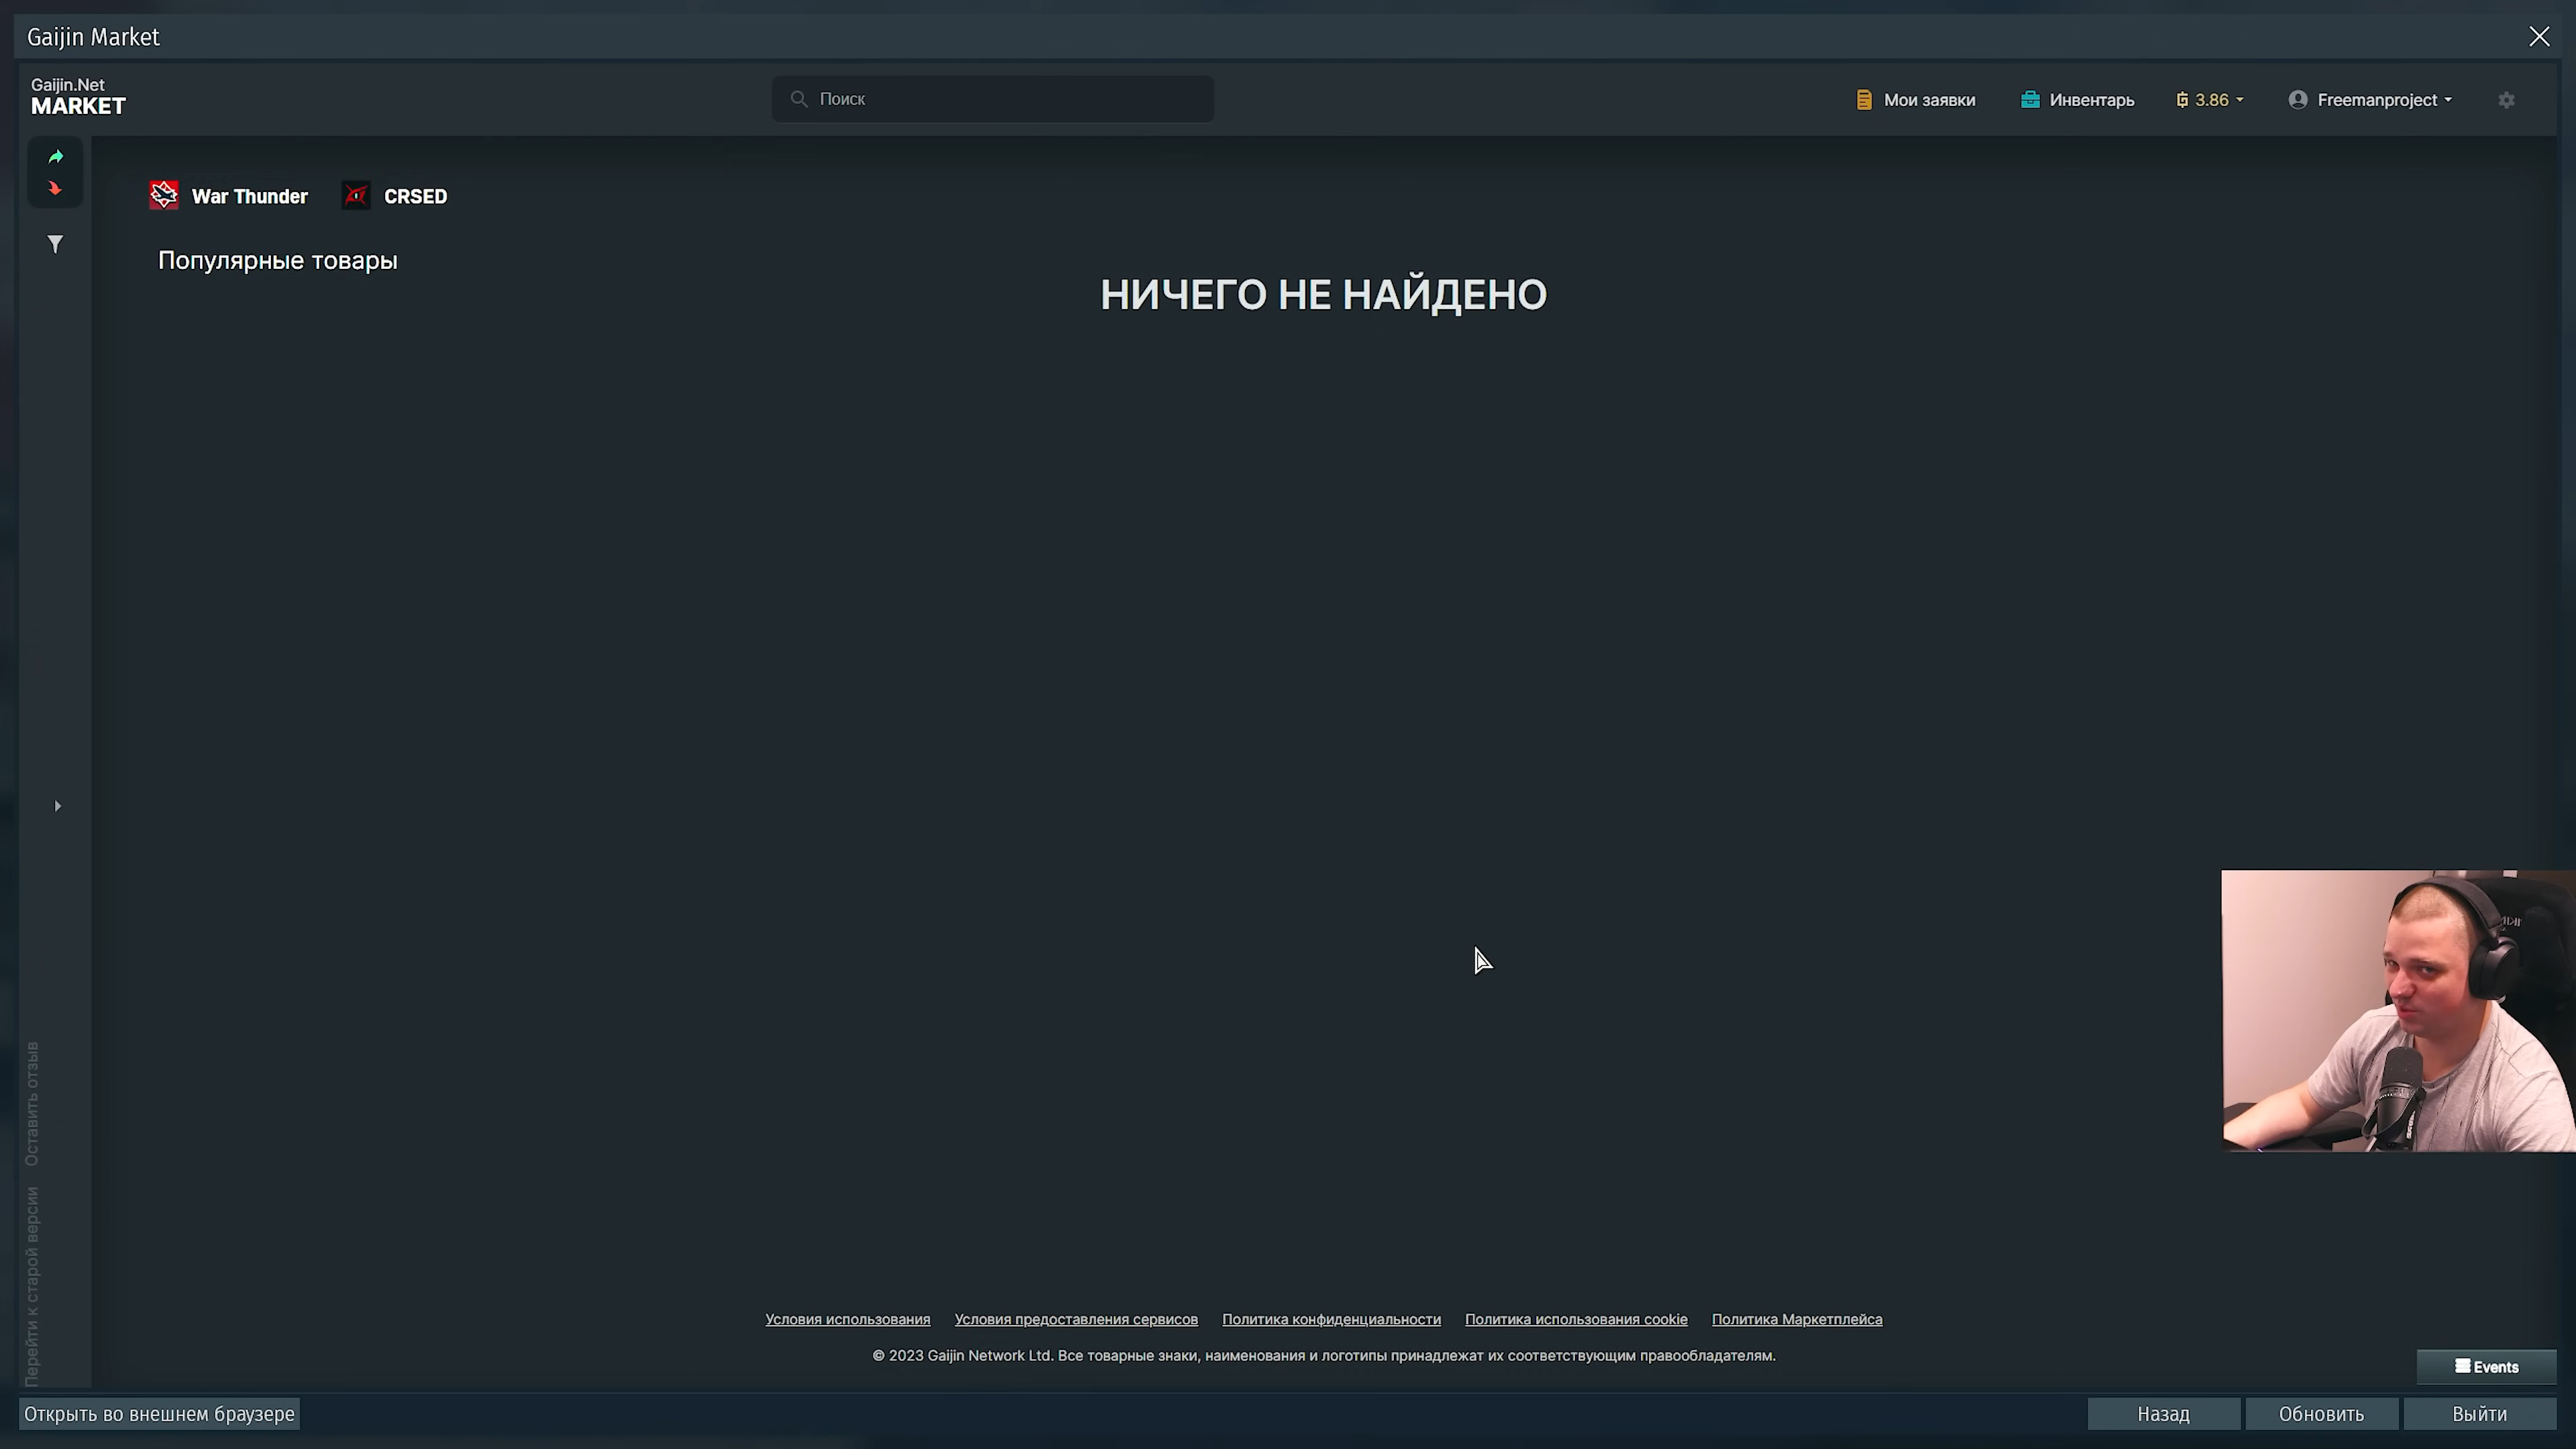 Gaijin Market
Gaijin.Net
MARKET
Поиск
Мои заявки
Инвентарь
3.86
Freemanproject
War Thunder
CRSED
Популярные товары
НИЧЕГО НЕ НАЙДЕНО
Оставить отзыв
Перейти к старой версии
Условия использования
Условия предоставления сервисов
Политика конфиденциальности
Политика использования cookie
Политика Маркетплейса
© 2023 Gaijin Network Ltd. Все товарные знаки, наименования и логотипы принадлежат их соответствующим правообладателям.
Events
Открыть во внешнем браузере
Назад
Обновить
Выйти